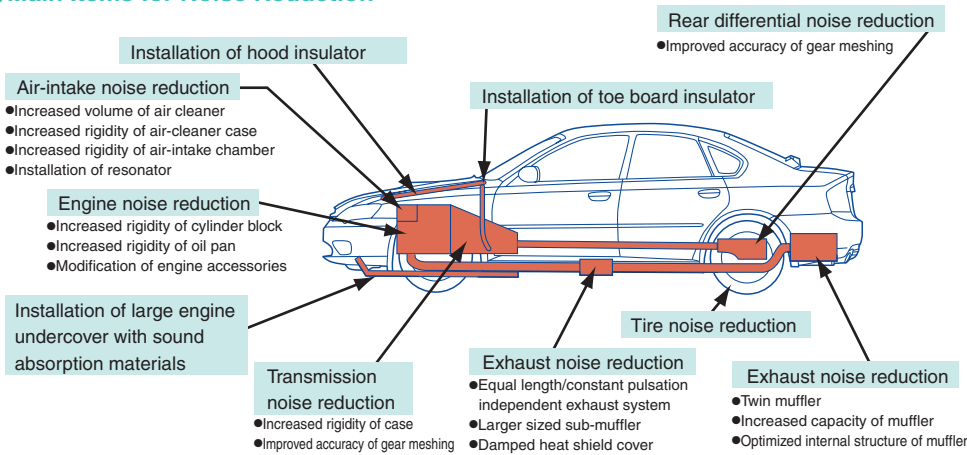 Main Items for Noise Reduction
Rear differential noise reduction
●Improved accuracy of gear meshing
Installation of hood insulator
Air-intake noise reduction
●Increased volume of air cleaner
●Increased rigidity of air-cleaner case
●Increased rigidity of air-intake chamber
●Installation of resonator
Installation of toe board insulator
Engine noise reduction
●Increased rigidity of cylinder block
●Increased rigidity of oil pan
●Modification of engine accessories
Installation of large engine
undercover with sound
absorption materials
Transmission
noise reduction
●Increased rigidity of case
●Improved accuracy of gear meshing
Exhaust noise reduction
●Equal length/constant pulsation
independent exhaust system
●Larger sized sub-muffler
●Damped heat shield cover
Tire noise reduction
Exhaust noise reduction
●Twin muffler
●Increased capacity of muffler
●Optimized internal structure of muffler